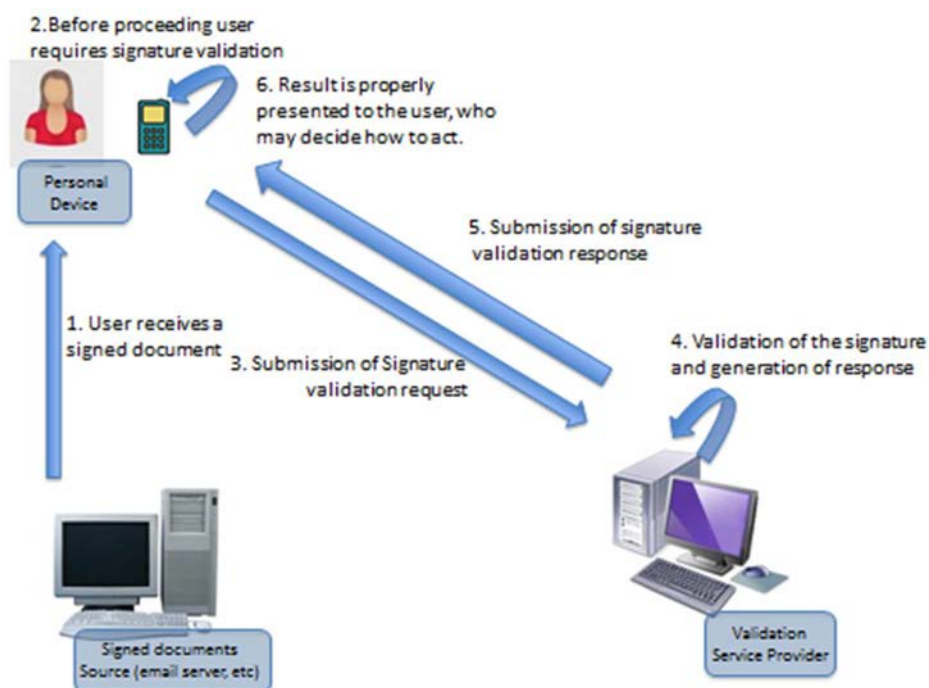 2.Before proceeding user
requires signature validation
6. Result is properly
presented to the user, who
may decide how to act.
Personal
Device
5. Submission of signature
validation response
1. User receives a
signed document
3. Submission of Signature
validation request
4. Validation of the signature
and generation of response
Signed documents
Source (email server, etc)
Validation
Service Provider